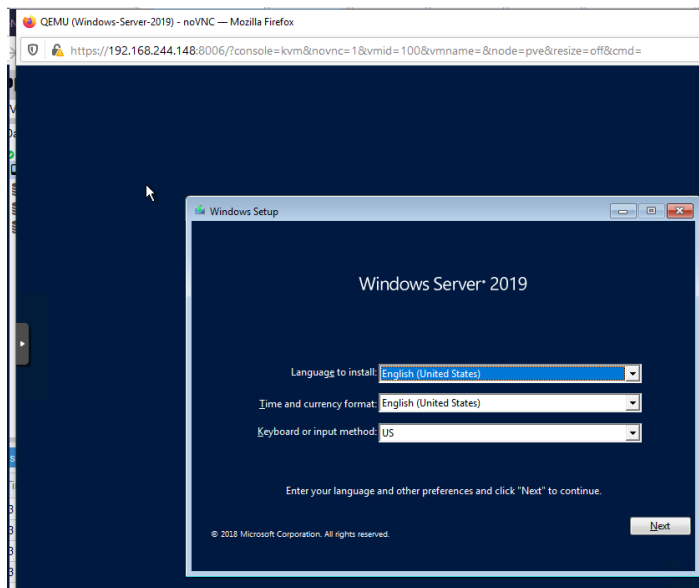 QEMU (Windows-Server-2019) - noVNC — Mozilla Firefox
https://192.168.244.148:8006/?console=kvm&novnc=1&vmid=100&vmname=&node=pve&resize=off&cmd=
Windows Setup
Windows Server® 2019
Language to install: English (United States)
Time and currency format: English (United States)
Keyboard or input method: US
Enter your language and other preferences and click "Next" to continue.
© 2018 Microsoft Corporation. All rights reserved.
Next